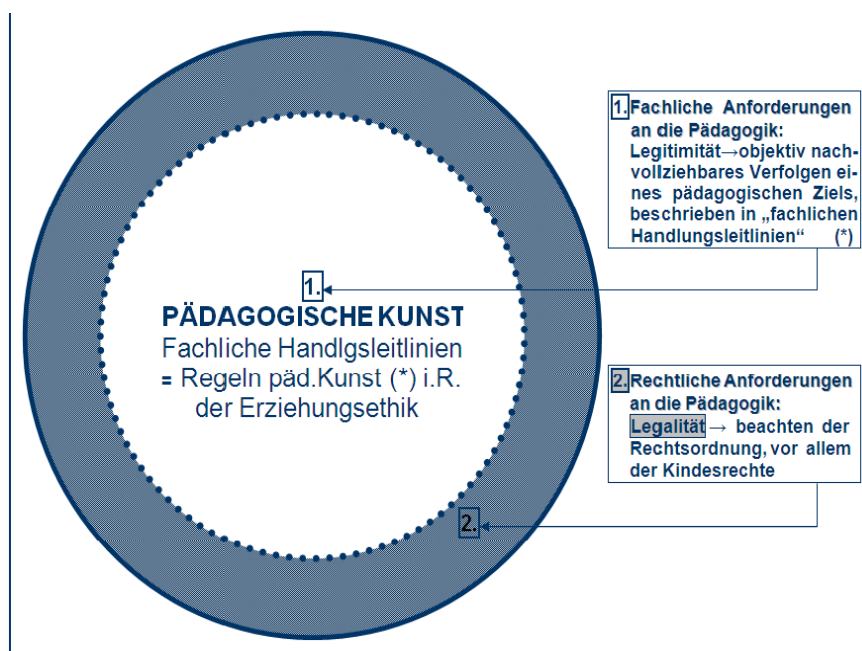 1. Fachliche Anforderungen
an die Pädagogik:
Legitimität→objektiv nach-
vollziehbares Verfolgen ei-
nes pädagogischen Ziels,
beschrieben in „fachlichen
Handlungsleitlinien“ (*)
1.
PÄDAGOGISCHE KUNST
Fachliche Handlgsleitlinien
= Regeln päd.Kunst (*) i.R.
der Erziehungsethik
2. Rechtliche Anforderungen
an die Pädagogik:
Legalität → beachten der
Rechtsordnung, vor allem
der Kindesrechte
2.